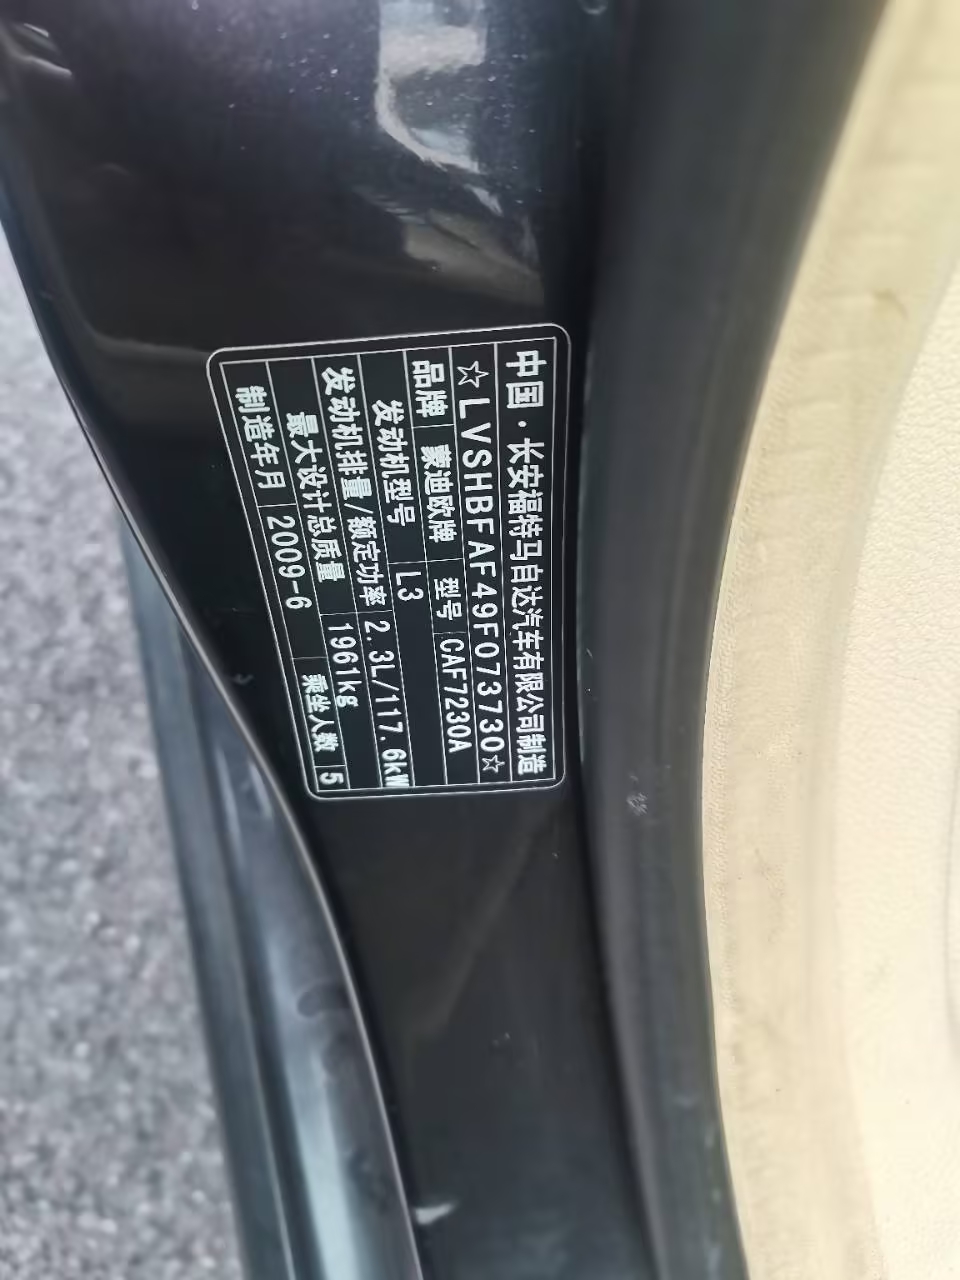 中国·长安福特马自达汽车有限公司制造
☆LVSHBFAF49F073730☆
品牌 蒙迪欧牌 型号 CAF7230A
发动机型号 L3
发动机排量/额定功率 2.3L/117.6kW
最大设计总质量 1961kg
制造年月 2009-6 乘坐人数 5